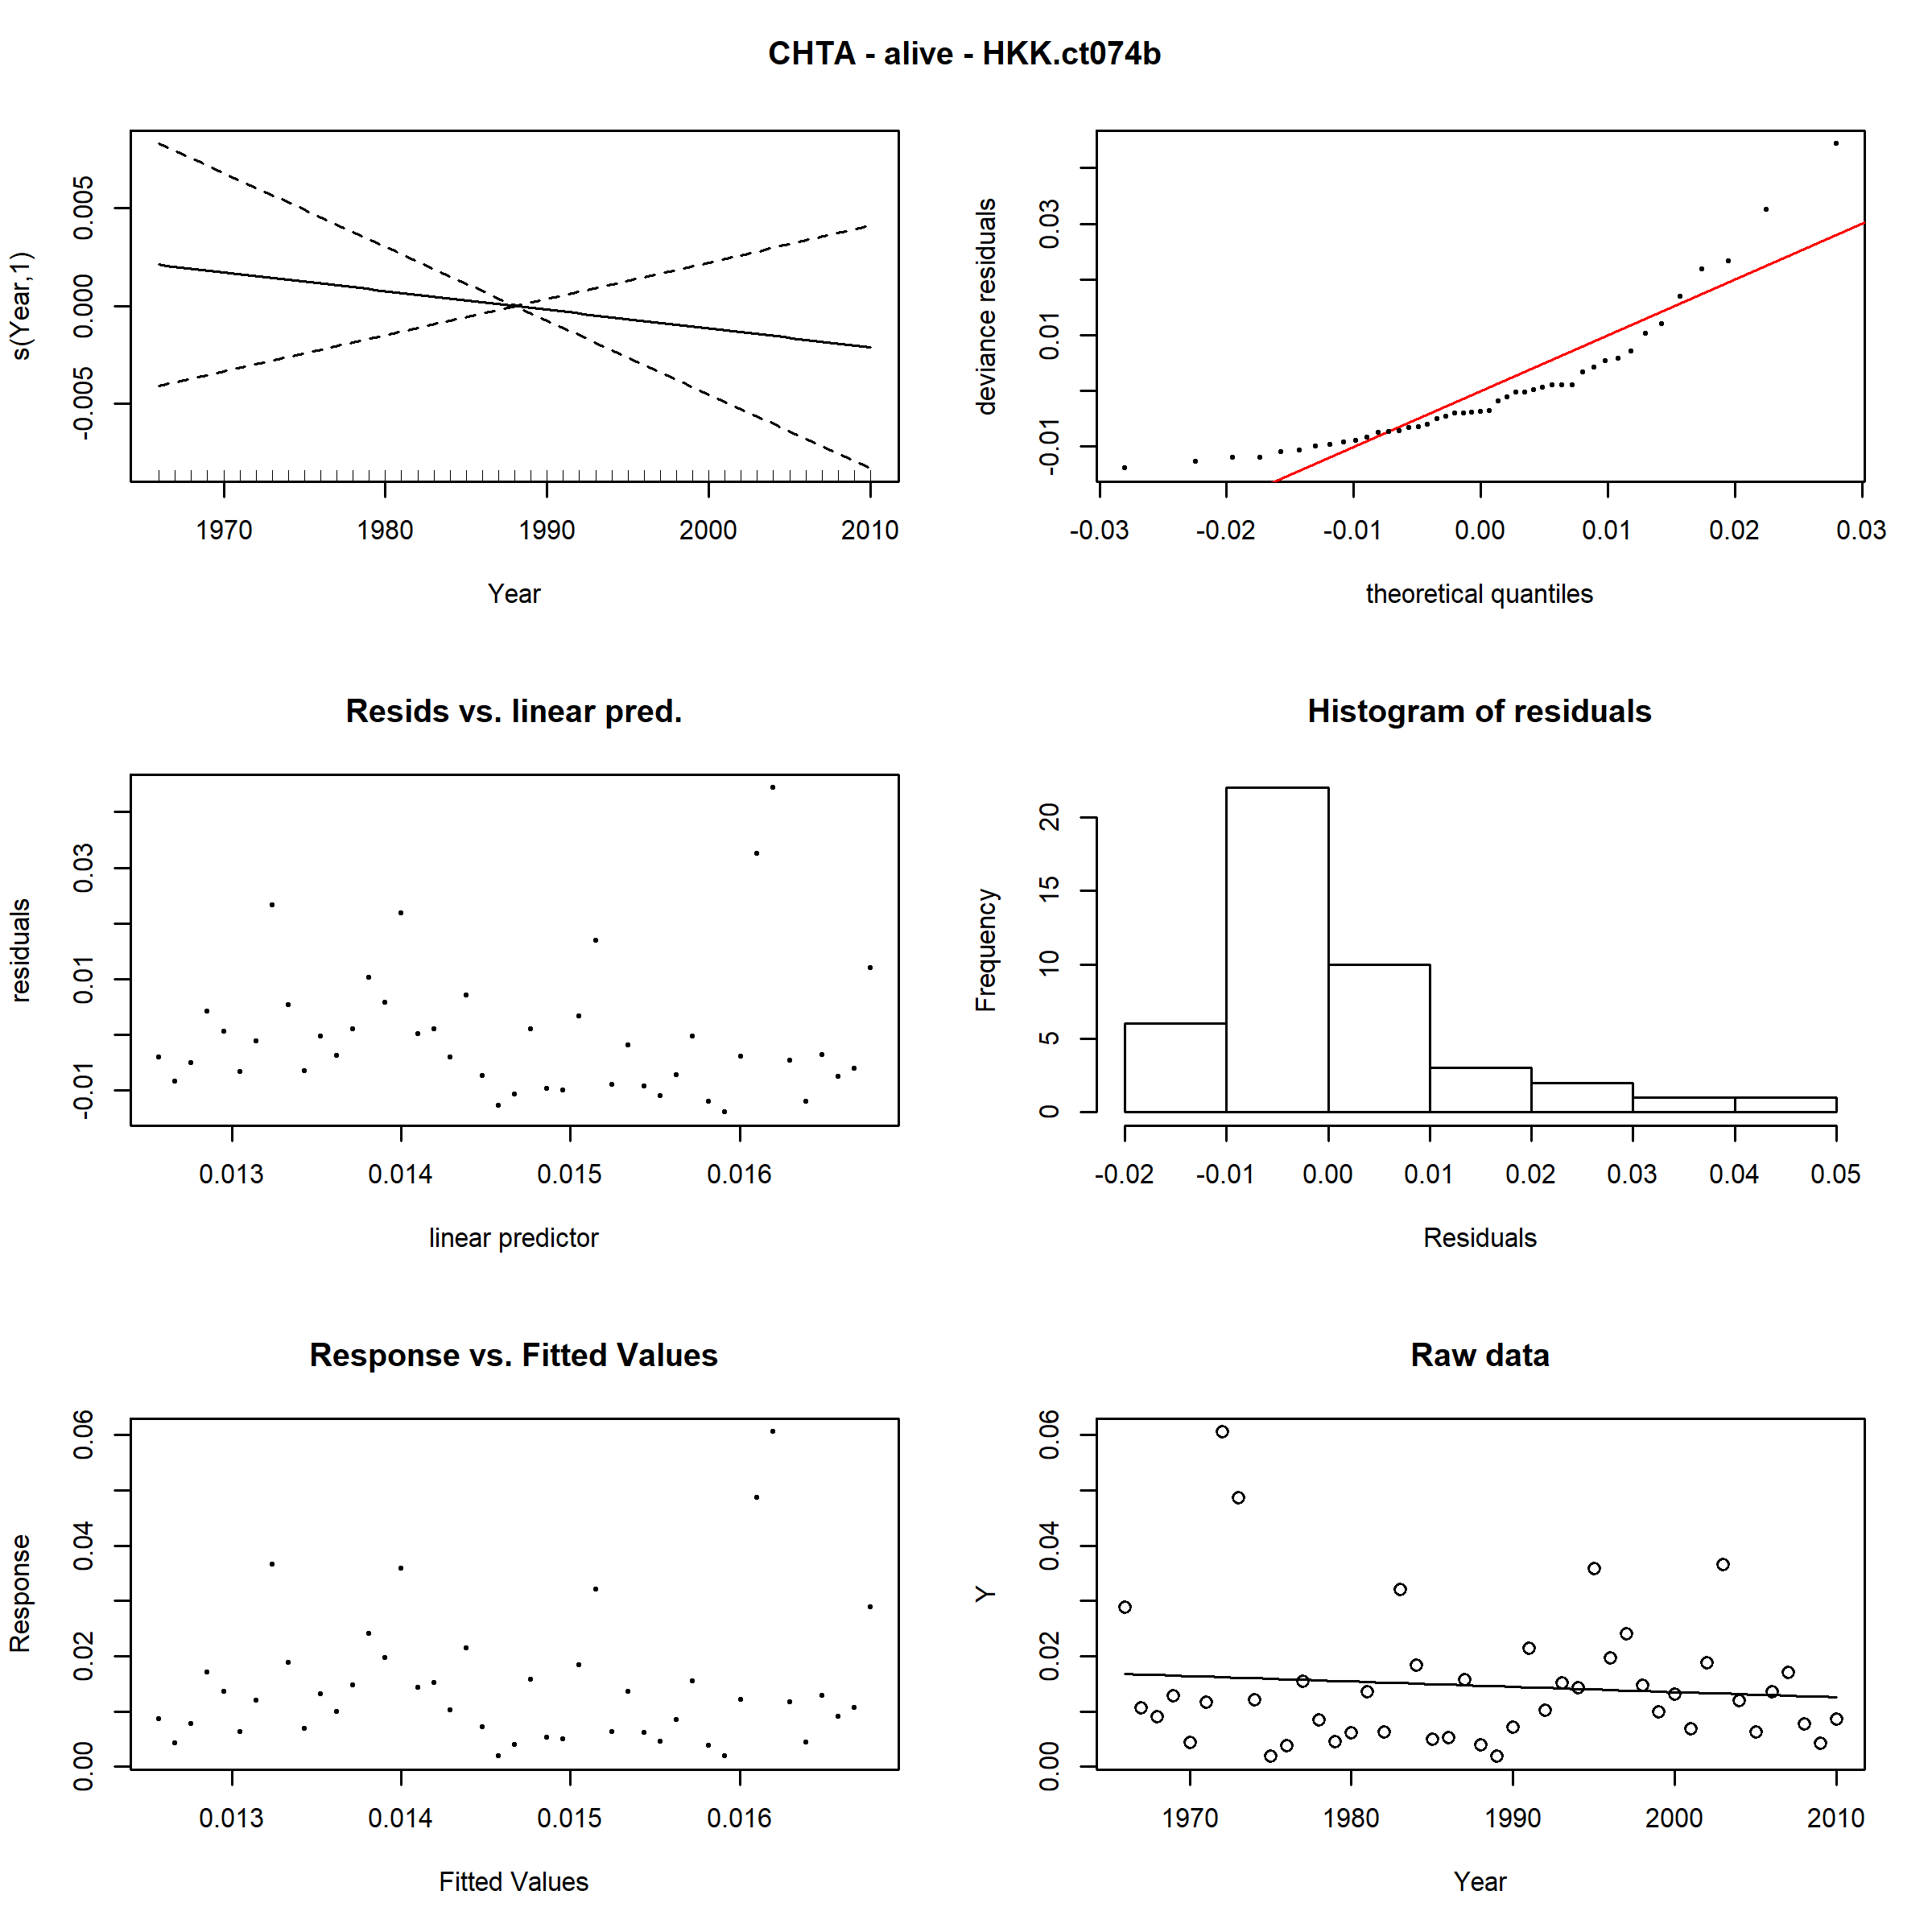 CHTA - alive - HKK.ct074b
s(Year,1)
0.005
0.000
-0.005
1970 1980 1990 2000 2010
Year
deviance residuals
0.03
0.01
-0.01
-0.03 -0.02 -0.01 0.00 0.01 0.02 0.03
theoretical quantiles
Resids vs. linear pred.
residuals
0.03
0.01
-0.01
0.013 0.014 0.015 0.016
linear predictor
Histogram of residuals
Frequency
20
15
10
5
0
-0.02 -0.01 0.00 0.01 0.02 0.03 0.04 0.05
Residuals
Response vs. Fitted Values
Response
0.06
0.04
0.02
0.00
0.013 0.014 0.015 0.016
Fitted Values
Raw data
Y
0.06
0.04
0.02
0.00
1970 1980 1990 2000 2010
Year